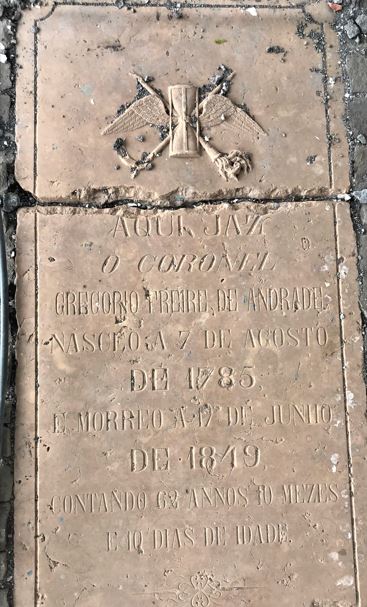 AQUI JAZ
O CORONEL
GREGORIO FREIRE, DE ANDRADE,
NASCEO A 7 DE AGOSTO
DE 1785,
E MORREO A 17 DE JUNHO
DE 1849
CONTANDO 63 ANNOS 10 MEZES
E 10 DIAS DE IDADE.